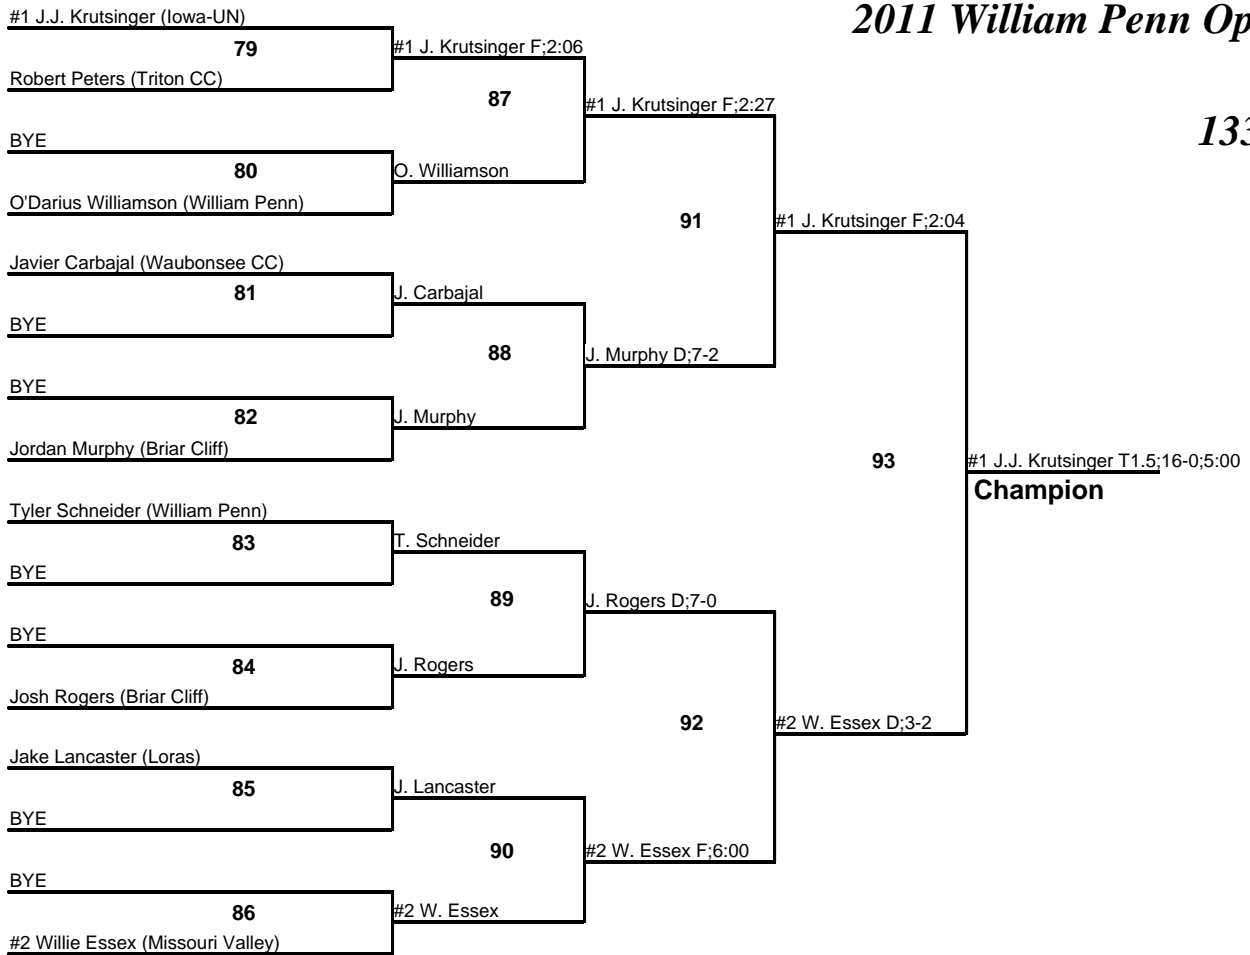 2011 William Penn Op
133
#1 J.J. Krutsinger (Iowa-UN)
79
Robert Peters (Triton CC)
BYE
80
O'Darius Williamson (William Penn)
Javier Carbajal (Waubonsee CC)
81
BYE
BYE
82
Jordan Murphy (Briar Cliff)
Tyler Schneider (William Penn)
83
BYE
BYE
84
Josh Rogers (Briar Cliff)
Jake Lancaster (Loras)
85
BYE
BYE
86
#2 Willie Essex (Missouri Valley)
#1 J. Krutsinger F;2:06
87
O. Williamson
J. Carbajal
88
J. Murphy
T. Schneider
89
J. Rogers
J. Lancaster
90
#2 W. Essex
#1 J. Krutsinger F;2:27
91
J. Murphy D;7-2
J. Rogers D;7-0
92
#2 W. Essex F;6:00
#1 J. Krutsinger F;2:04
93
#2 W. Essex D;3-2
#1 J.J. Krutsinger T1.5;16-0;5:00
Champion